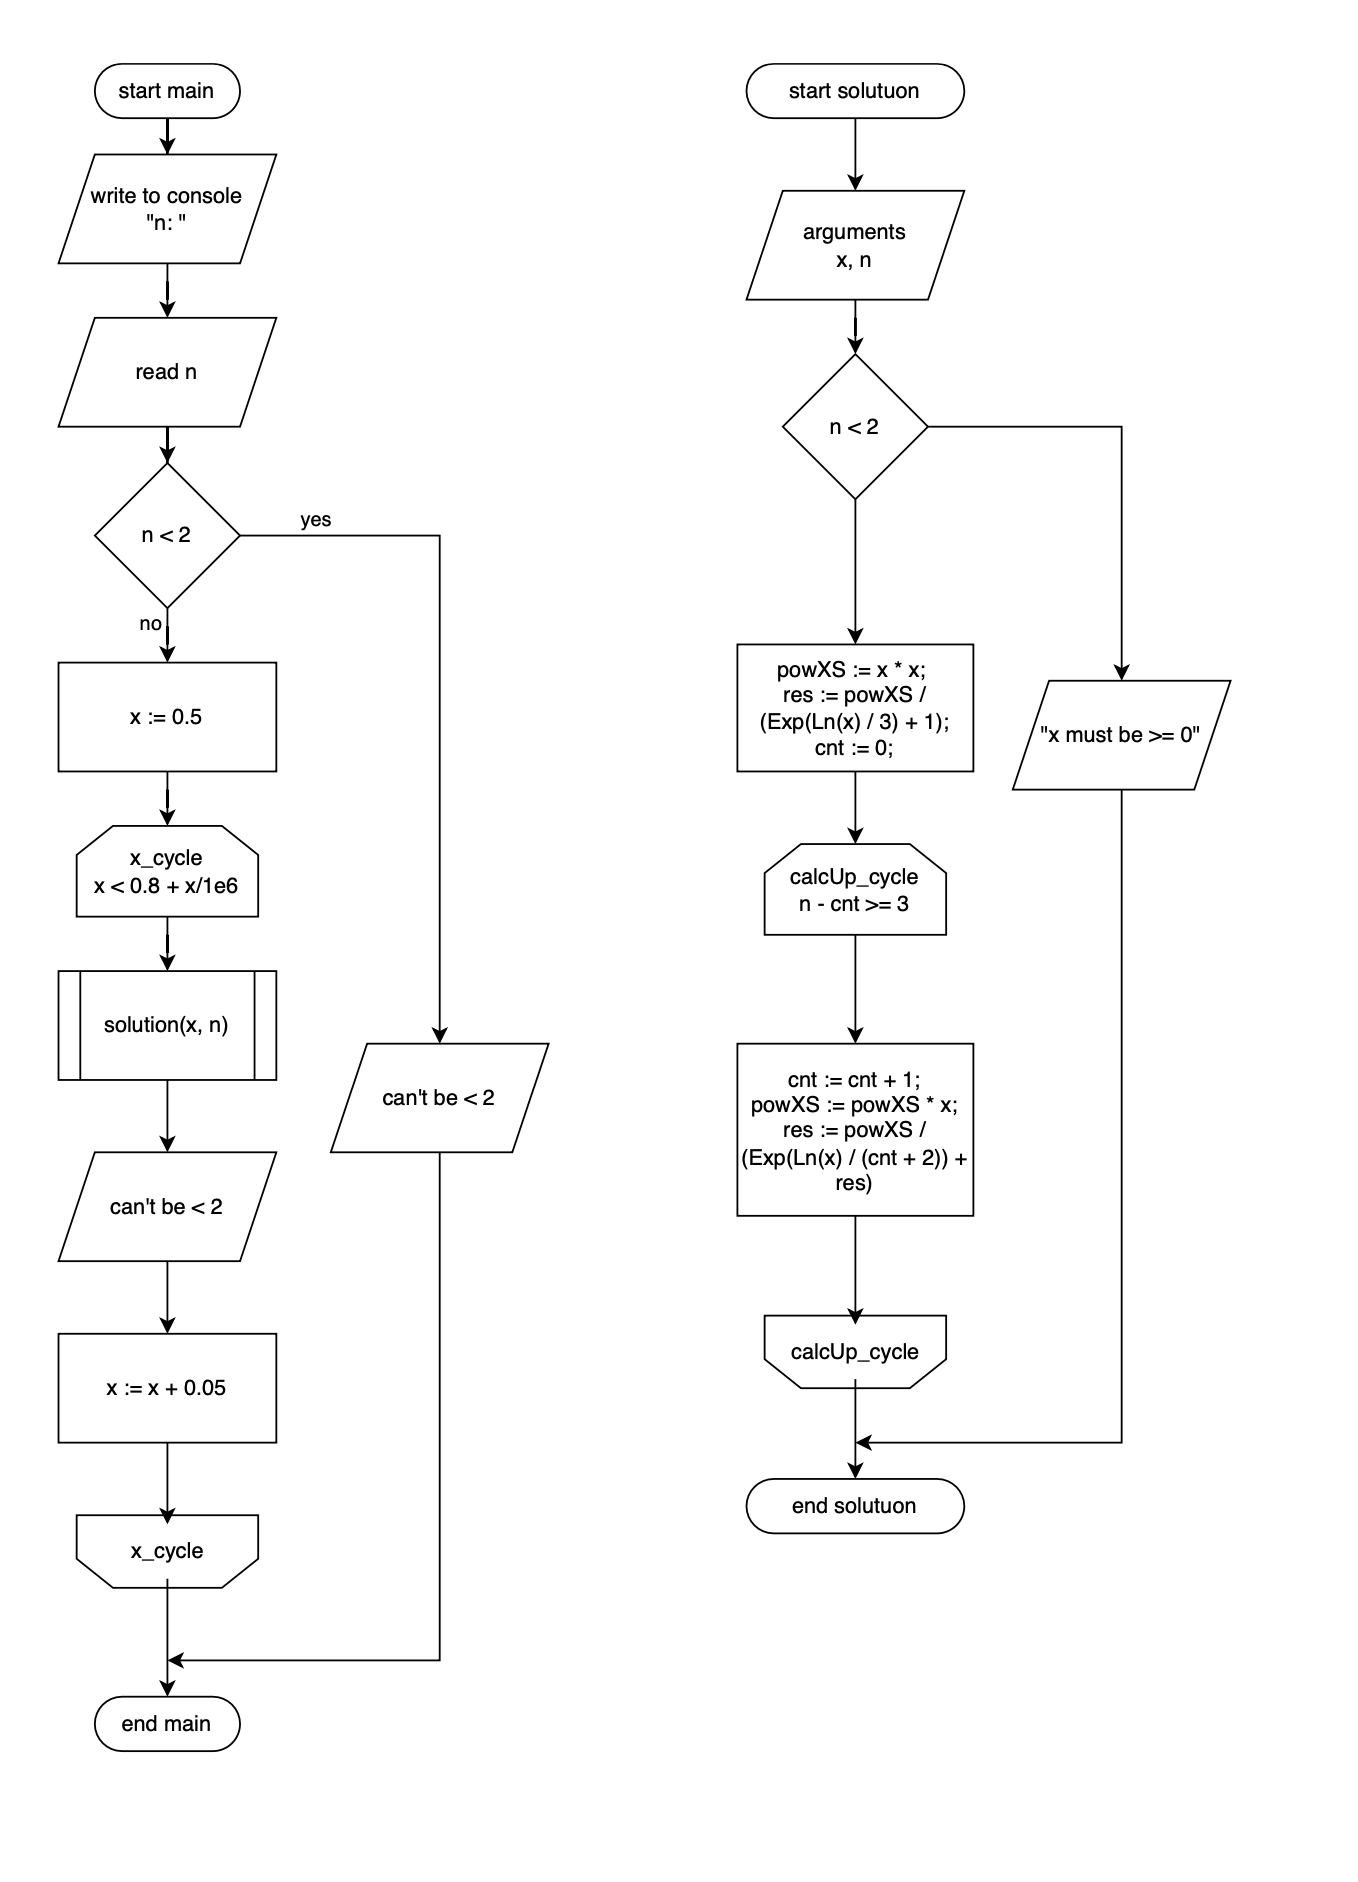 start main
write to console
"n: "
read n
n < 2
yes
no
x := 0.5
x_cycle
x < 0.8 + x/1e6
solution(x, n)
can't be < 2
can't be < 2
x := x + 0.05
x_cycle
end main
start solutuon
arguments
x, n
n < 2
powXS := x * x;
res := powXS /
(Exp(Ln(x) / 3) + 1);
cnt := 0;
"x must be >= 0"
calcUp_cycle
n - cnt >= 3
cnt := cnt + 1;
powXS := powXS * x;
res := powXS /
(Exp(Ln(x) / (cnt + 2)) +
res)
calcUp_cycle
end solutuon